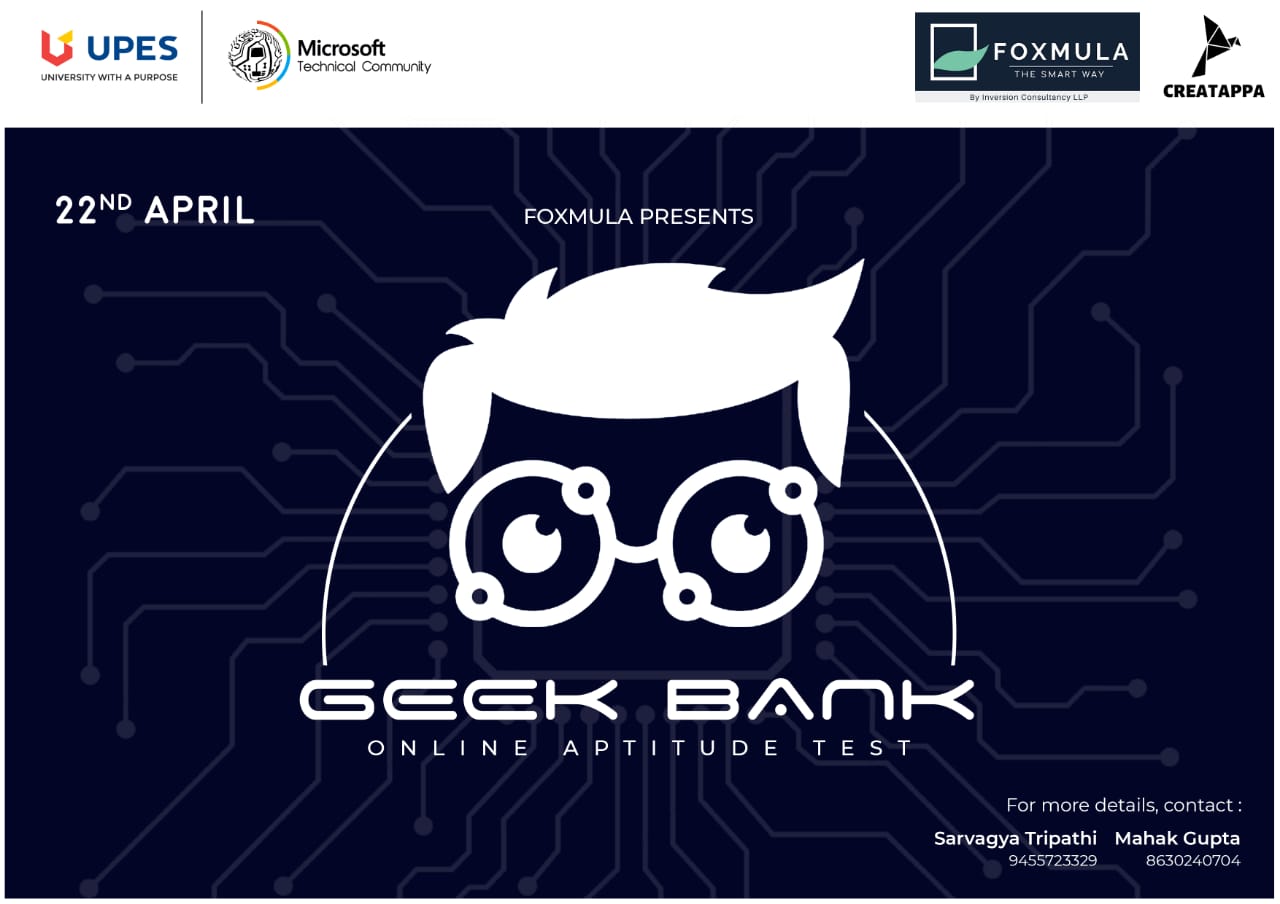 UPES
UNIVERSITY WITH A PURPOSE
Microsoft
Technical Community
FOXMULA
THE SMART WAY
By Inversion Consultancy LLP
CREATAPPA
22ND APRIL
FOXMULA PRESENTS
GEEK BANK
ONLINE APTITUDE TEST
For more details, contact :
Sarvagya Tripathi Mahak Gupta
9455723329 8630240704